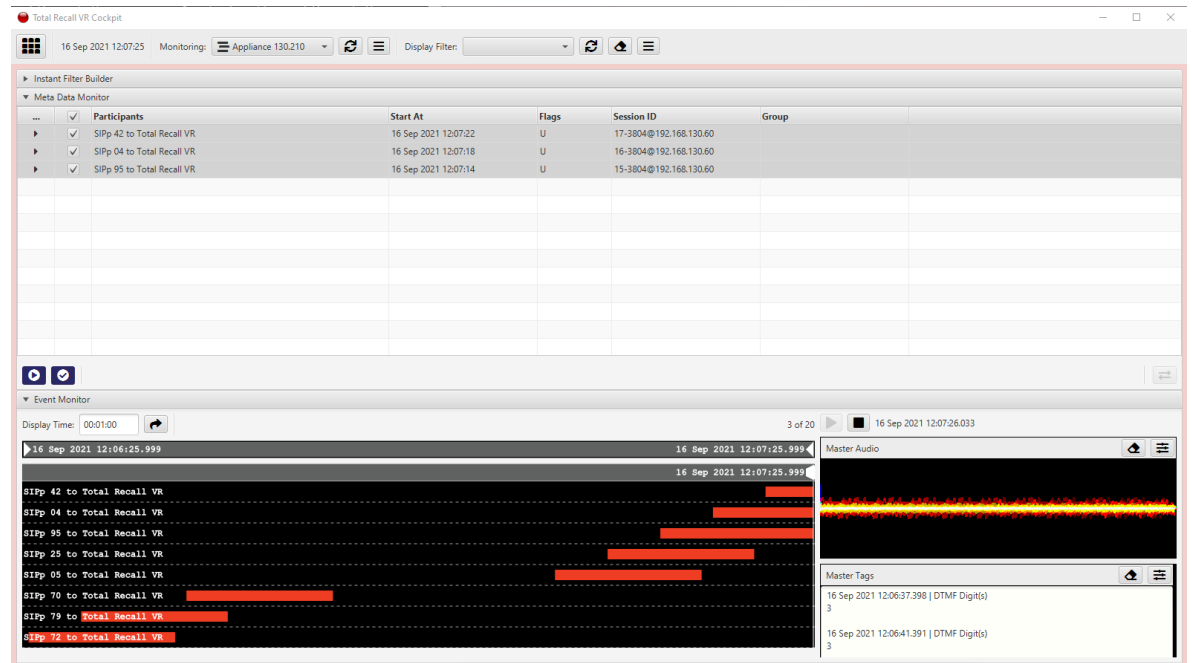 Total Recall VR Cockpit
16 Sep 2021 12:07:25 Monitoring: Appliance 130.210 Display Filter:
Instant Filter Builder
Meta Data Monitor
... Participants Start At Flags Session ID Group
SIPp 42 to Total Recall VR 16 Sep 2021 12:07:22 U 17-3804@192.168.130.60
SIPp 04 to Total Recall VR 16 Sep 2021 12:07:18 U 16-3804@192.168.130.60
SIPp 95 to Total Recall VR 16 Sep 2021 12:07:14 U 15-3804@192.168.130.60
Event Monitor
Display Time: 00:01:00 3 of 20 16 Sep 2021 12:07:26.033
16 Sep 2021 12:06:25.999 16 Sep 2021 12:07:25.999
16 Sep 2021 12:07:25.999
SIPp 42 to Total Recall VR
SIPp 04 to Total Recall VR
SIPp 95 to Total Recall VR
SIPp 25 to Total Recall VR
SIPp 05 to Total Recall VR
SIPp 70 to Total Recall VR
SIPp 79 to Total Recall VR
SIPp 72 to Total Recall VR
Master Audio
Master Tags
16 Sep 2021 12:06:37.398 | DTMF Digit(s)
3
16 Sep 2021 12:06:41.391 | DTMF Digit(s)
3